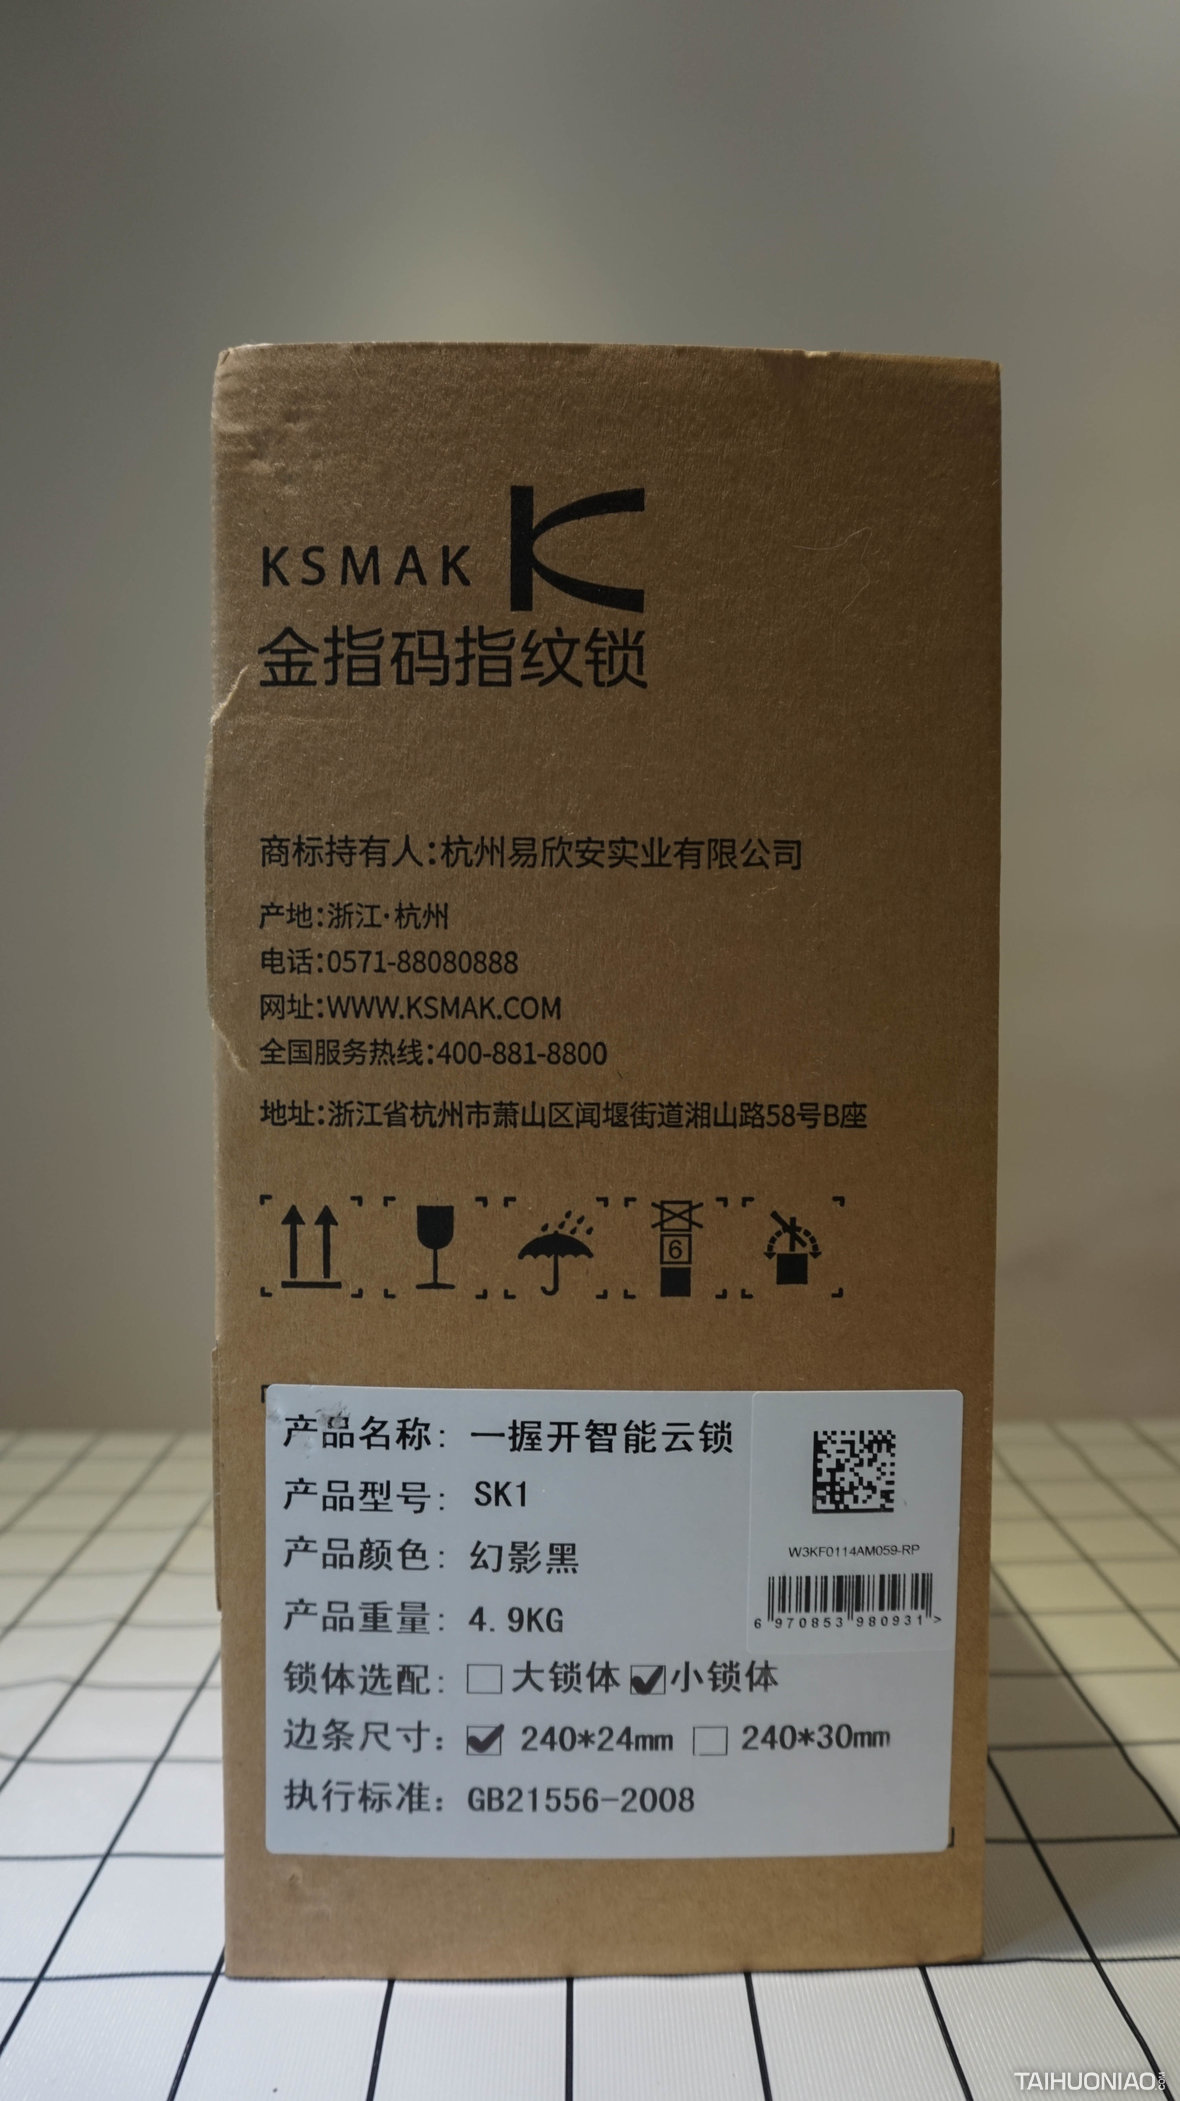 KSMAK K
金指码指纹锁
商标持有人:杭州易欣安实业有限公司
产地:浙江·杭州
电话:0571-88080888
网址:WWW.KSMAK.COM
全国服务热线:400-881-8800
地址:浙江省杭州市萧山区闻堰街道湘山路58号B座
6
产品名称: 一握开智能云锁
产品型号: SK1
产品颜色: 幻影黑
产品重量: 4.9KG
锁体选配: 大锁体 小锁体
边条尺寸: 240*24mm 240*30mm
执行标准: GB21556-2008
W3KF0114AM059-RP
6 970853 980931 >
TAIHUONIAO.COM